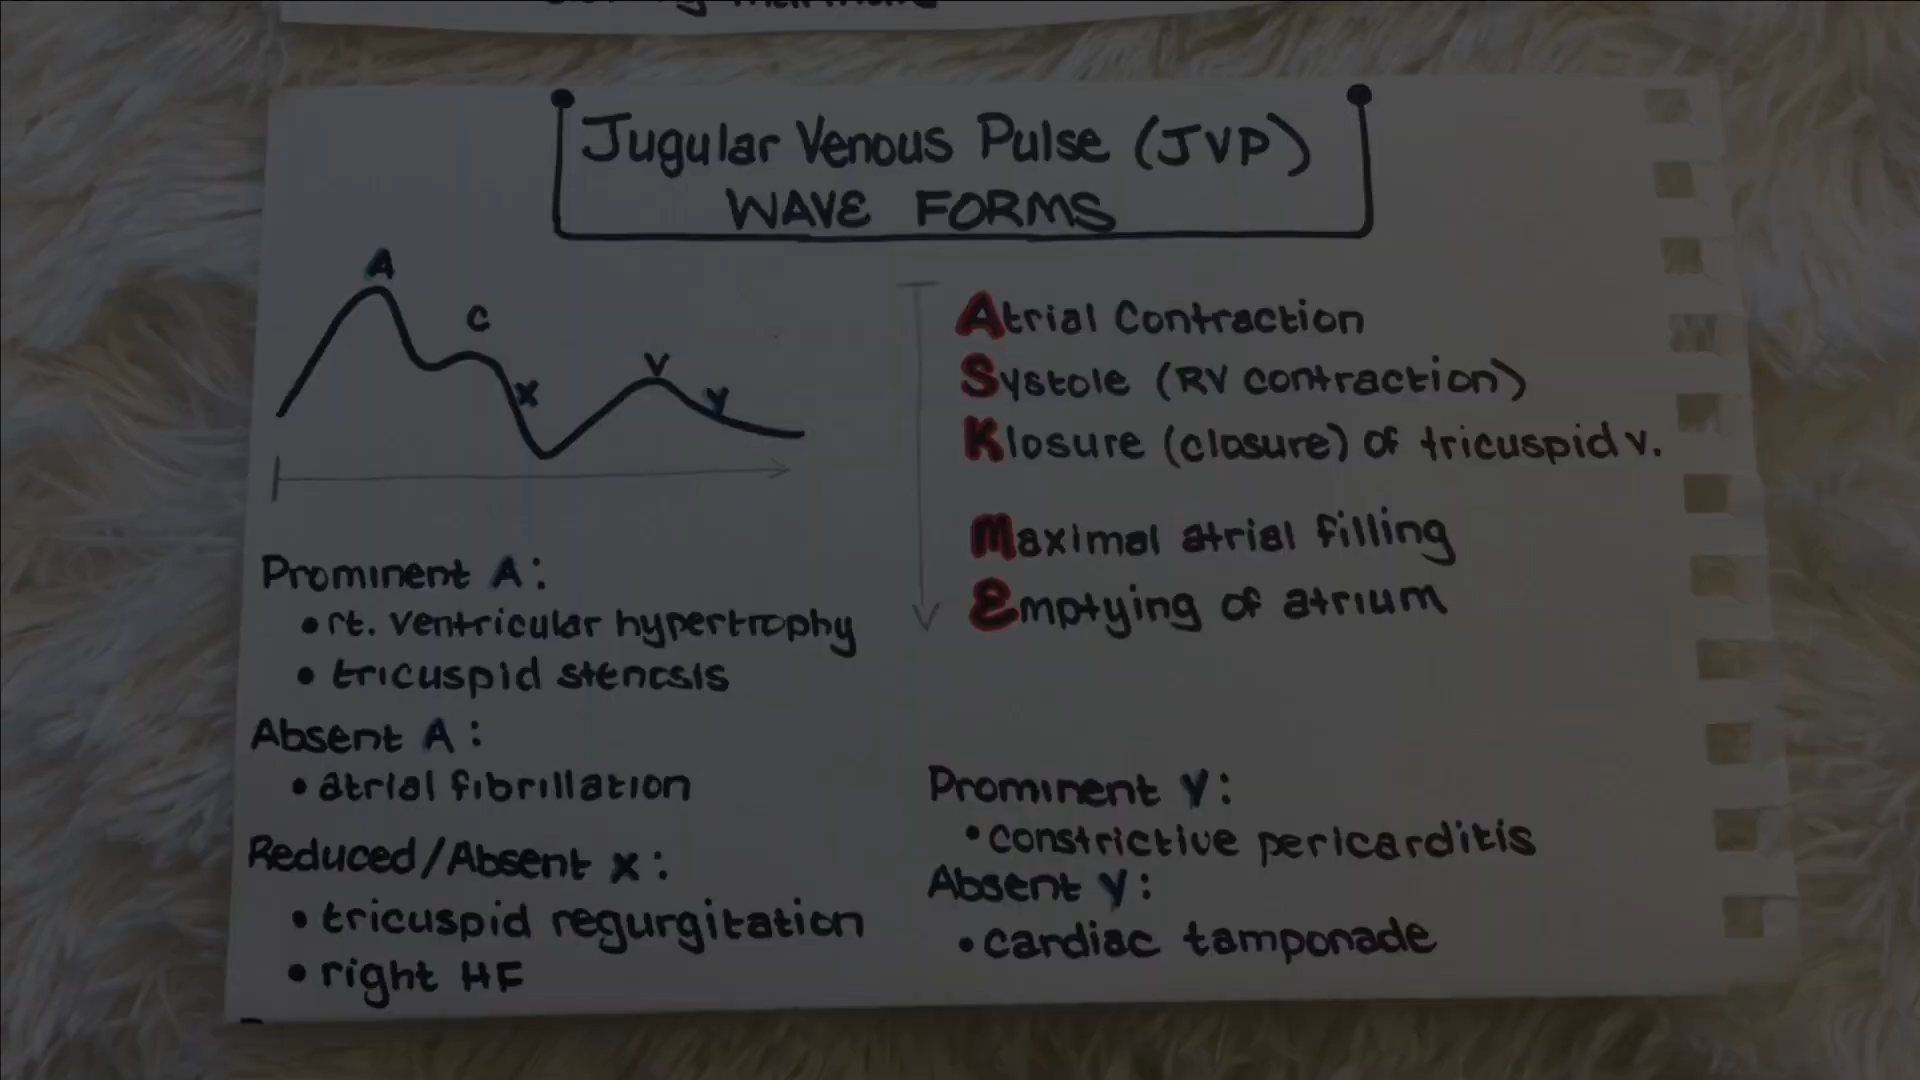 Jugular Venous Pulse (JVP)
WAVE FORMS
A
C
X
V
Y
Atrial Contraction
Systole (RV contraction)
Klosure (closure) of tricuspid v.
Maximal atrial filling
Emptying of atrium
Prominent A:
• rt. ventricular hypertrophy
• tricuspid stenosis
Absent A:
• atrial fibrillation
Reduced/Absent X:
• tricuspid regurgitation
• right HF
Prominent Y:
• constrictive pericarditis
Absent Y:
• cardiac tamponade